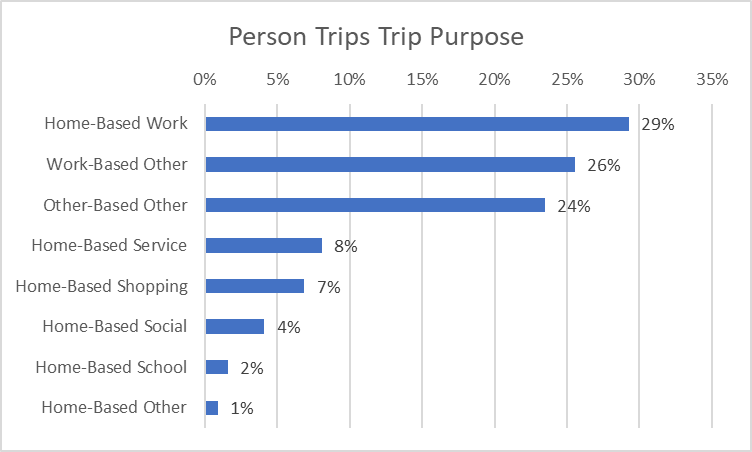 Person Trips Trip Purpose
0% 5% 10% 15% 20% 25% 30% 35%
Home-Based Work 29%
Work-Based Other 26%
Other-Based Other 24%
Home-Based Service 8%
Home-Based Shopping 7%
Home-Based Social 4%
Home-Based School 2%
Home-Based Other 1%